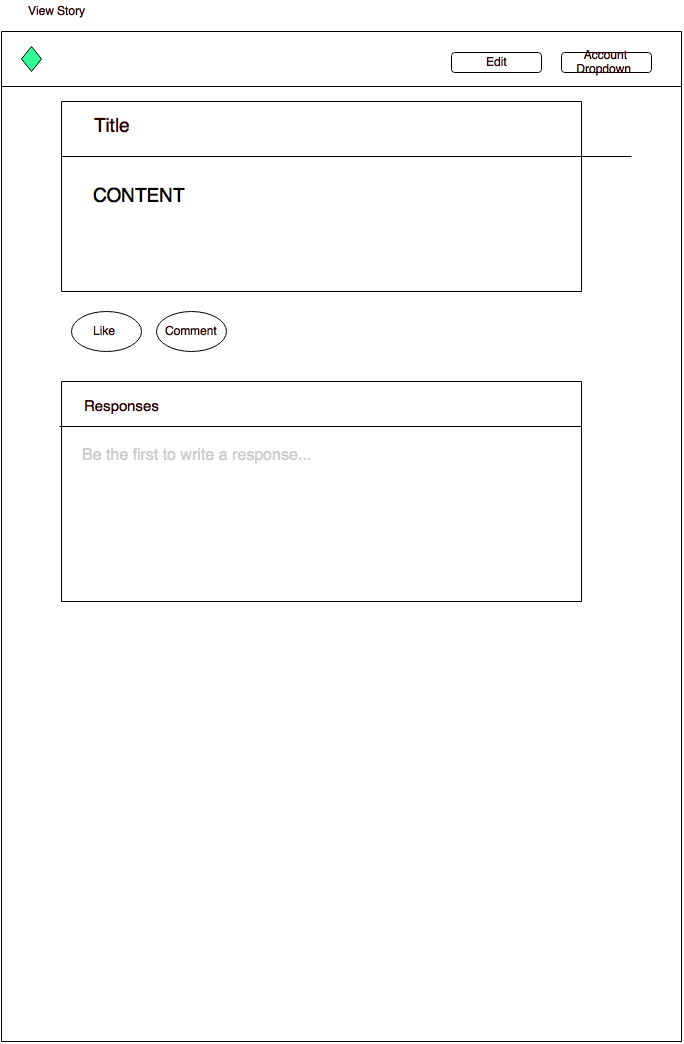 View Story
Edit
Account
Dropdown
Title
CONTENT
Like
Comment
Responses
Be the first to write a response...